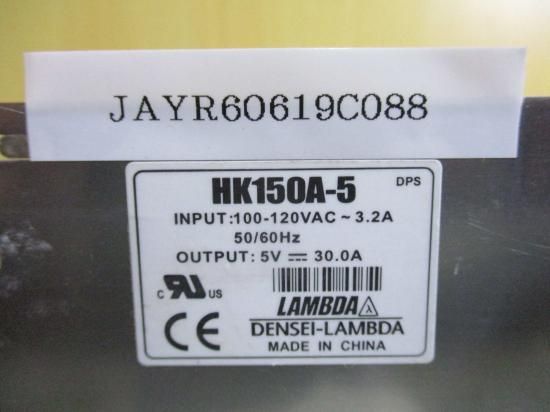 JAYR60619C088
HK150A-5
DPS
INPUT:100-120VAC ~ 3.2A
50/60Hz
OUTPUT: 5V ⎓ 30.0A
C RU US
LAMBDA
CE
DENSEI-LAMBDA
MADE IN CHINA